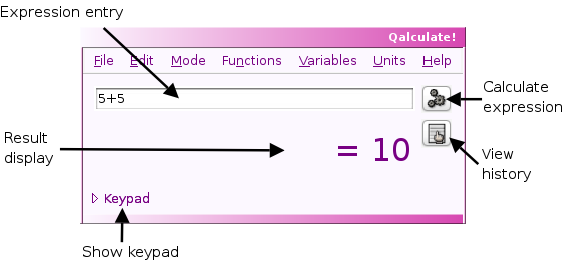 Expression entry
Qalculate!
File Edit Mode Functions Variables Units Help
5+5
Calculate
expression
Result
display
= 10
View
history
Keypad
Show keypad